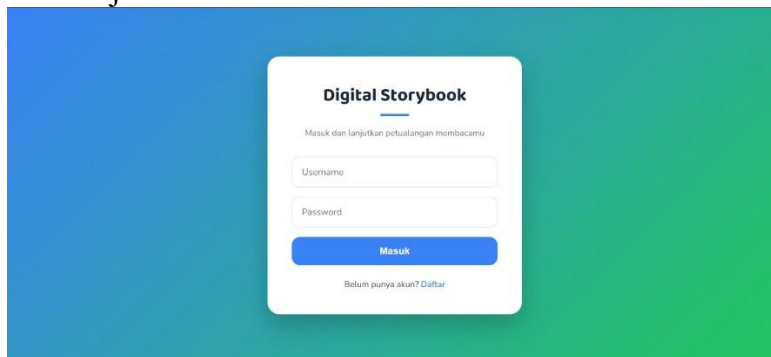 Digital Storybook
Masuk dan lanjutkan petualangan membacamu
Username
Password
Masuk
Belum punya akun? Daftar